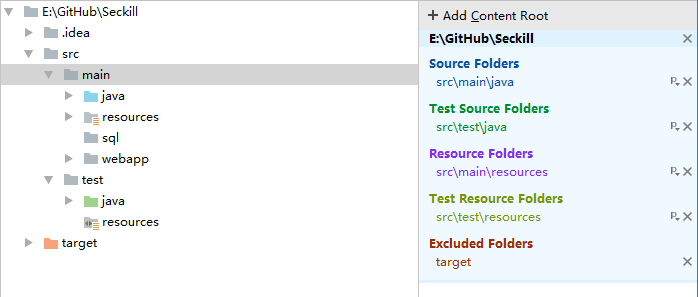 E:\GitHub\Seckill
.idea
src
main
java
resources
sql
webapp
test
java
resources
target
+ Add Content Root
E:\GitHub\Seckill
Source Folders
src\main\java
Test Source Folders
src\test\java
Resource Folders
src\main\resources
Test Resource Folders
src\test\resources
Excluded Folders
target